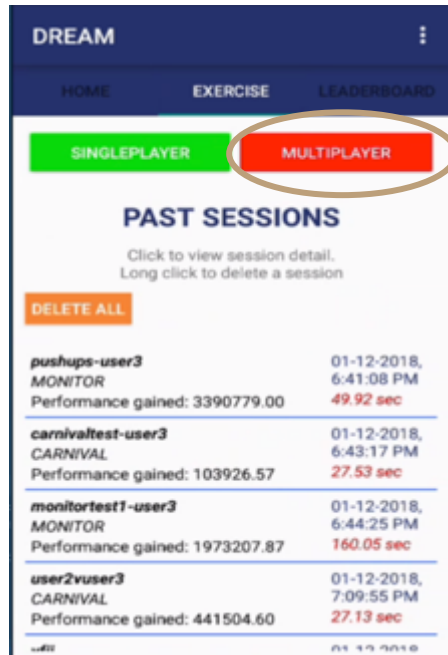 DREAM
HOME EXERCISE LEADERBOARD
SINGLEPLAYER MULTIPLAYER
PAST SESSIONS
Click to view session detail.
Long click to delete a session
DELETE ALL
pushups-user3 01-12-2018,
MONITOR 6:41:08 PM
Performance gained: 3390779.00 49.92 sec
carnivaltest-user3 01-12-2018,
CARNIVAL 6:43:17 PM
Performance gained: 103926.57 27.53 sec
monitortest1-user3 01-12-2018,
MONITOR 6:44:25 PM
Performance gained: 1973207.87 160.05 sec
user2vuser3 01-12-2018,
CARNIVAL 7:09:55 PM
Performance gained: 441504.60 27.13 sec
01-12-2018